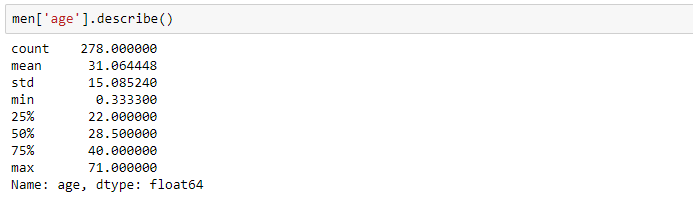 men['age'].describe()
count    278.000000
mean      31.064448
std       15.085240
min        0.333300
25%       22.000000
50%       28.500000
75%       40.000000
max       71.000000
Name: age, dtype: float64